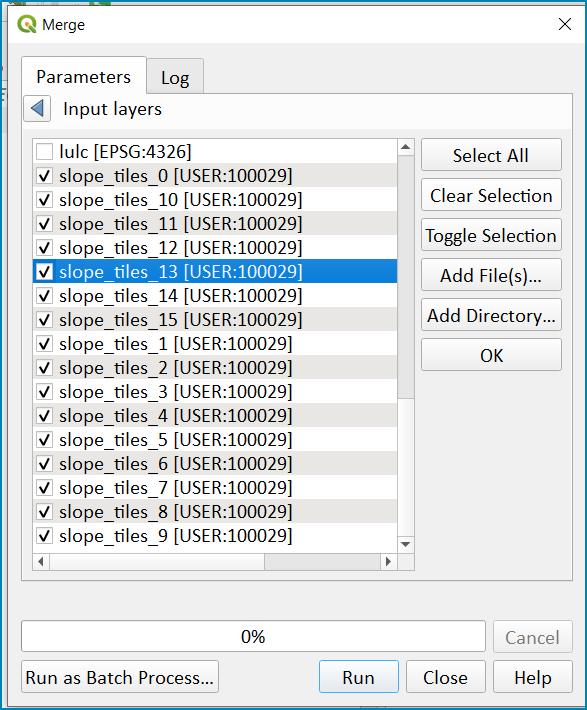 Merge
Parameters
Log
Input layers
lulc [EPSG:4326]
slope_tiles_0 [USER:100029]
slope_tiles_10 [USER:100029]
slope_tiles_11 [USER:100029]
slope_tiles_12 [USER:100029]
slope_tiles_13 [USER:100029]
slope_tiles_14 [USER:100029]
slope_tiles_15 [USER:100029]
slope_tiles_1 [USER:100029]
slope_tiles_2 [USER:100029]
slope_tiles_3 [USER:100029]
slope_tiles_4 [USER:100029]
slope_tiles_5 [USER:100029]
slope_tiles_6 [USER:100029]
slope_tiles_7 [USER:100029]
slope_tiles_8 [USER:100029]
slope_tiles_9 [USER:100029]
Select All
Clear Selection
Toggle Selection
Add File(s)...
Add Directory...
OK
0%
Cancel
Run as Batch Process...
Run
Close
Help